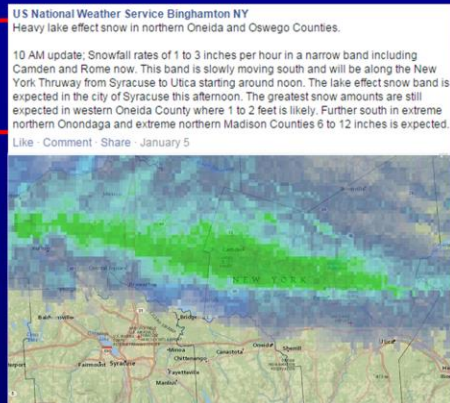 US National Weather Service Binghamton NY
Heavy lake effect snow in northern Oneida and Oswego Counties.
10 AM update; Snowfall rates of 1 to 3 inches per hour in a narrow band including
Camden and Rome now. This band is slowly moving south and will be along the New
York Thruway from Syracuse to Utica starting around noon. The lake effect snow band is
expected in the city of Syracuse this afternoon. The greatest snow amounts are still
expected in western Oneida County where 1 to 2 feet is likely. Further south in extreme
northern Onondaga and extreme northern Madison Counties 6 to 12 inches is expected.
Like · Comment · Share · January 5
NEW YORK
Oneida
Sherrill
Utica
Canastota
Chittenango
Fairmount
Syracuse
Fayetteville
Manlius